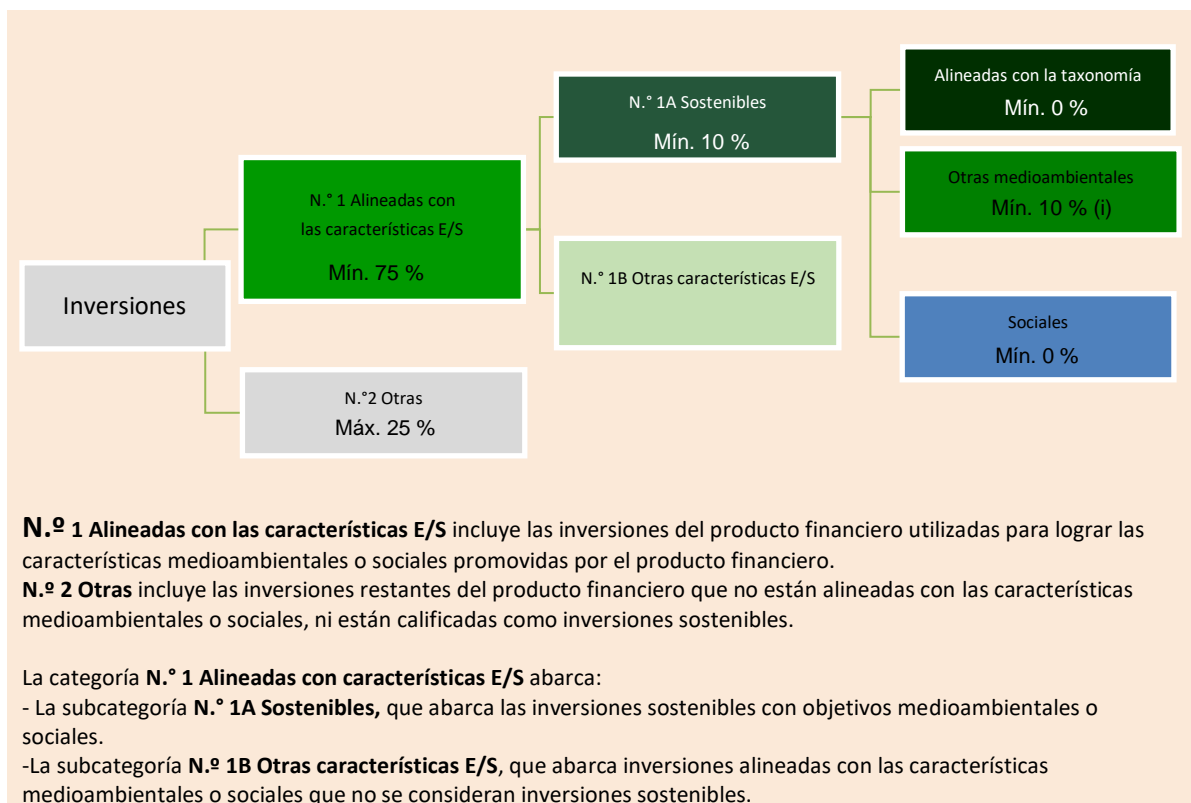 Alineadas con la taxonomía
Mín. 0 %
N.° 1A Sostenibles
Mín. 10 %
Otras medioambientales
Mín. 10 % (i)
N.° 1 Alineadas con
las características E/S
Mín. 75 %
N.° 1B Otras características E/S
Inversiones
Sociales
Mín. 0 %
N.°2 Otras
Máx. 25 %
N.º 1 Alineadas con las características E/S incluye las inversiones del producto financiero utilizadas para lograr las
características medioambientales o sociales promovidas por el producto financiero.
N.º 2 Otras incluye las inversiones restantes del producto financiero que no están alineadas con las características
medioambientales o sociales, ni están calificadas como inversiones sostenibles.
La categoría N.° 1 Alineadas con características E/S abarca:
- La subcategoría N.° 1A Sostenibles, que abarca las inversiones sostenibles con objetivos medioambientales o
sociales.
-La subcategoría N.º 1B Otras características E/S, que abarca inversiones alineadas con las características
medioambientales o sociales que no se consideran inversiones sostenibles.